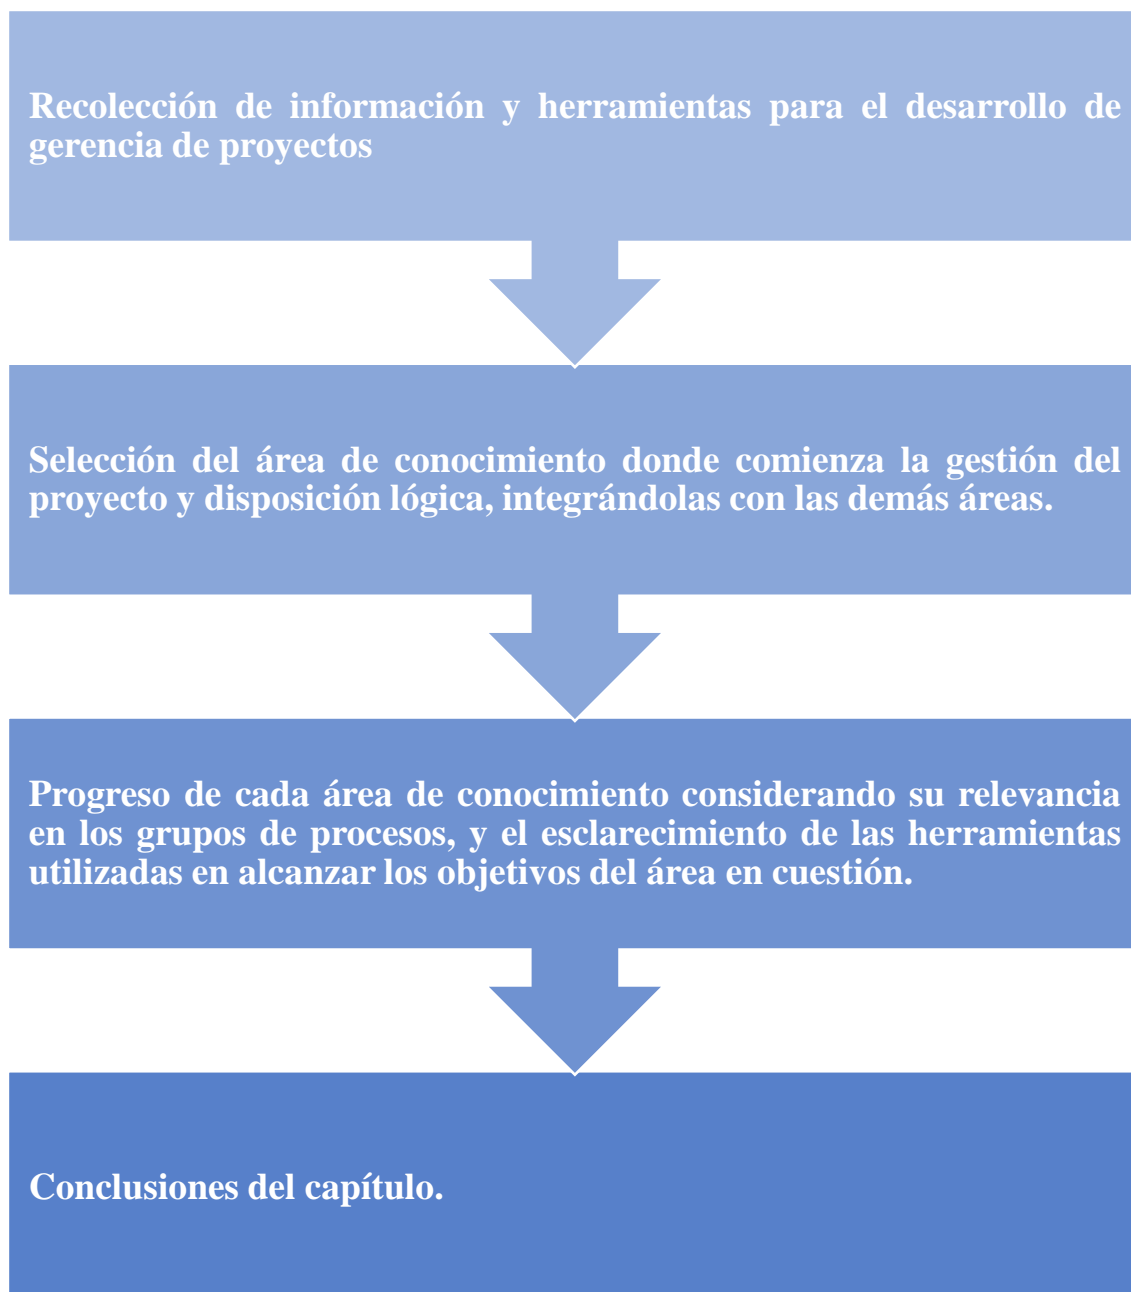 Recolección de información y herramientas para el desarrollo de
gerencia de proyectos
Selección del área de conocimiento donde comienza la gestión del
proyecto y disposición lógica, integrándolas con las demás áreas.
Progreso de cada área de conocimiento considerando su relevancia
en los grupos de procesos, y el esclarecimiento de las herramientas
utilizadas en alcanzar los objetivos del área en cuestión.
Conclusiones del capítulo.